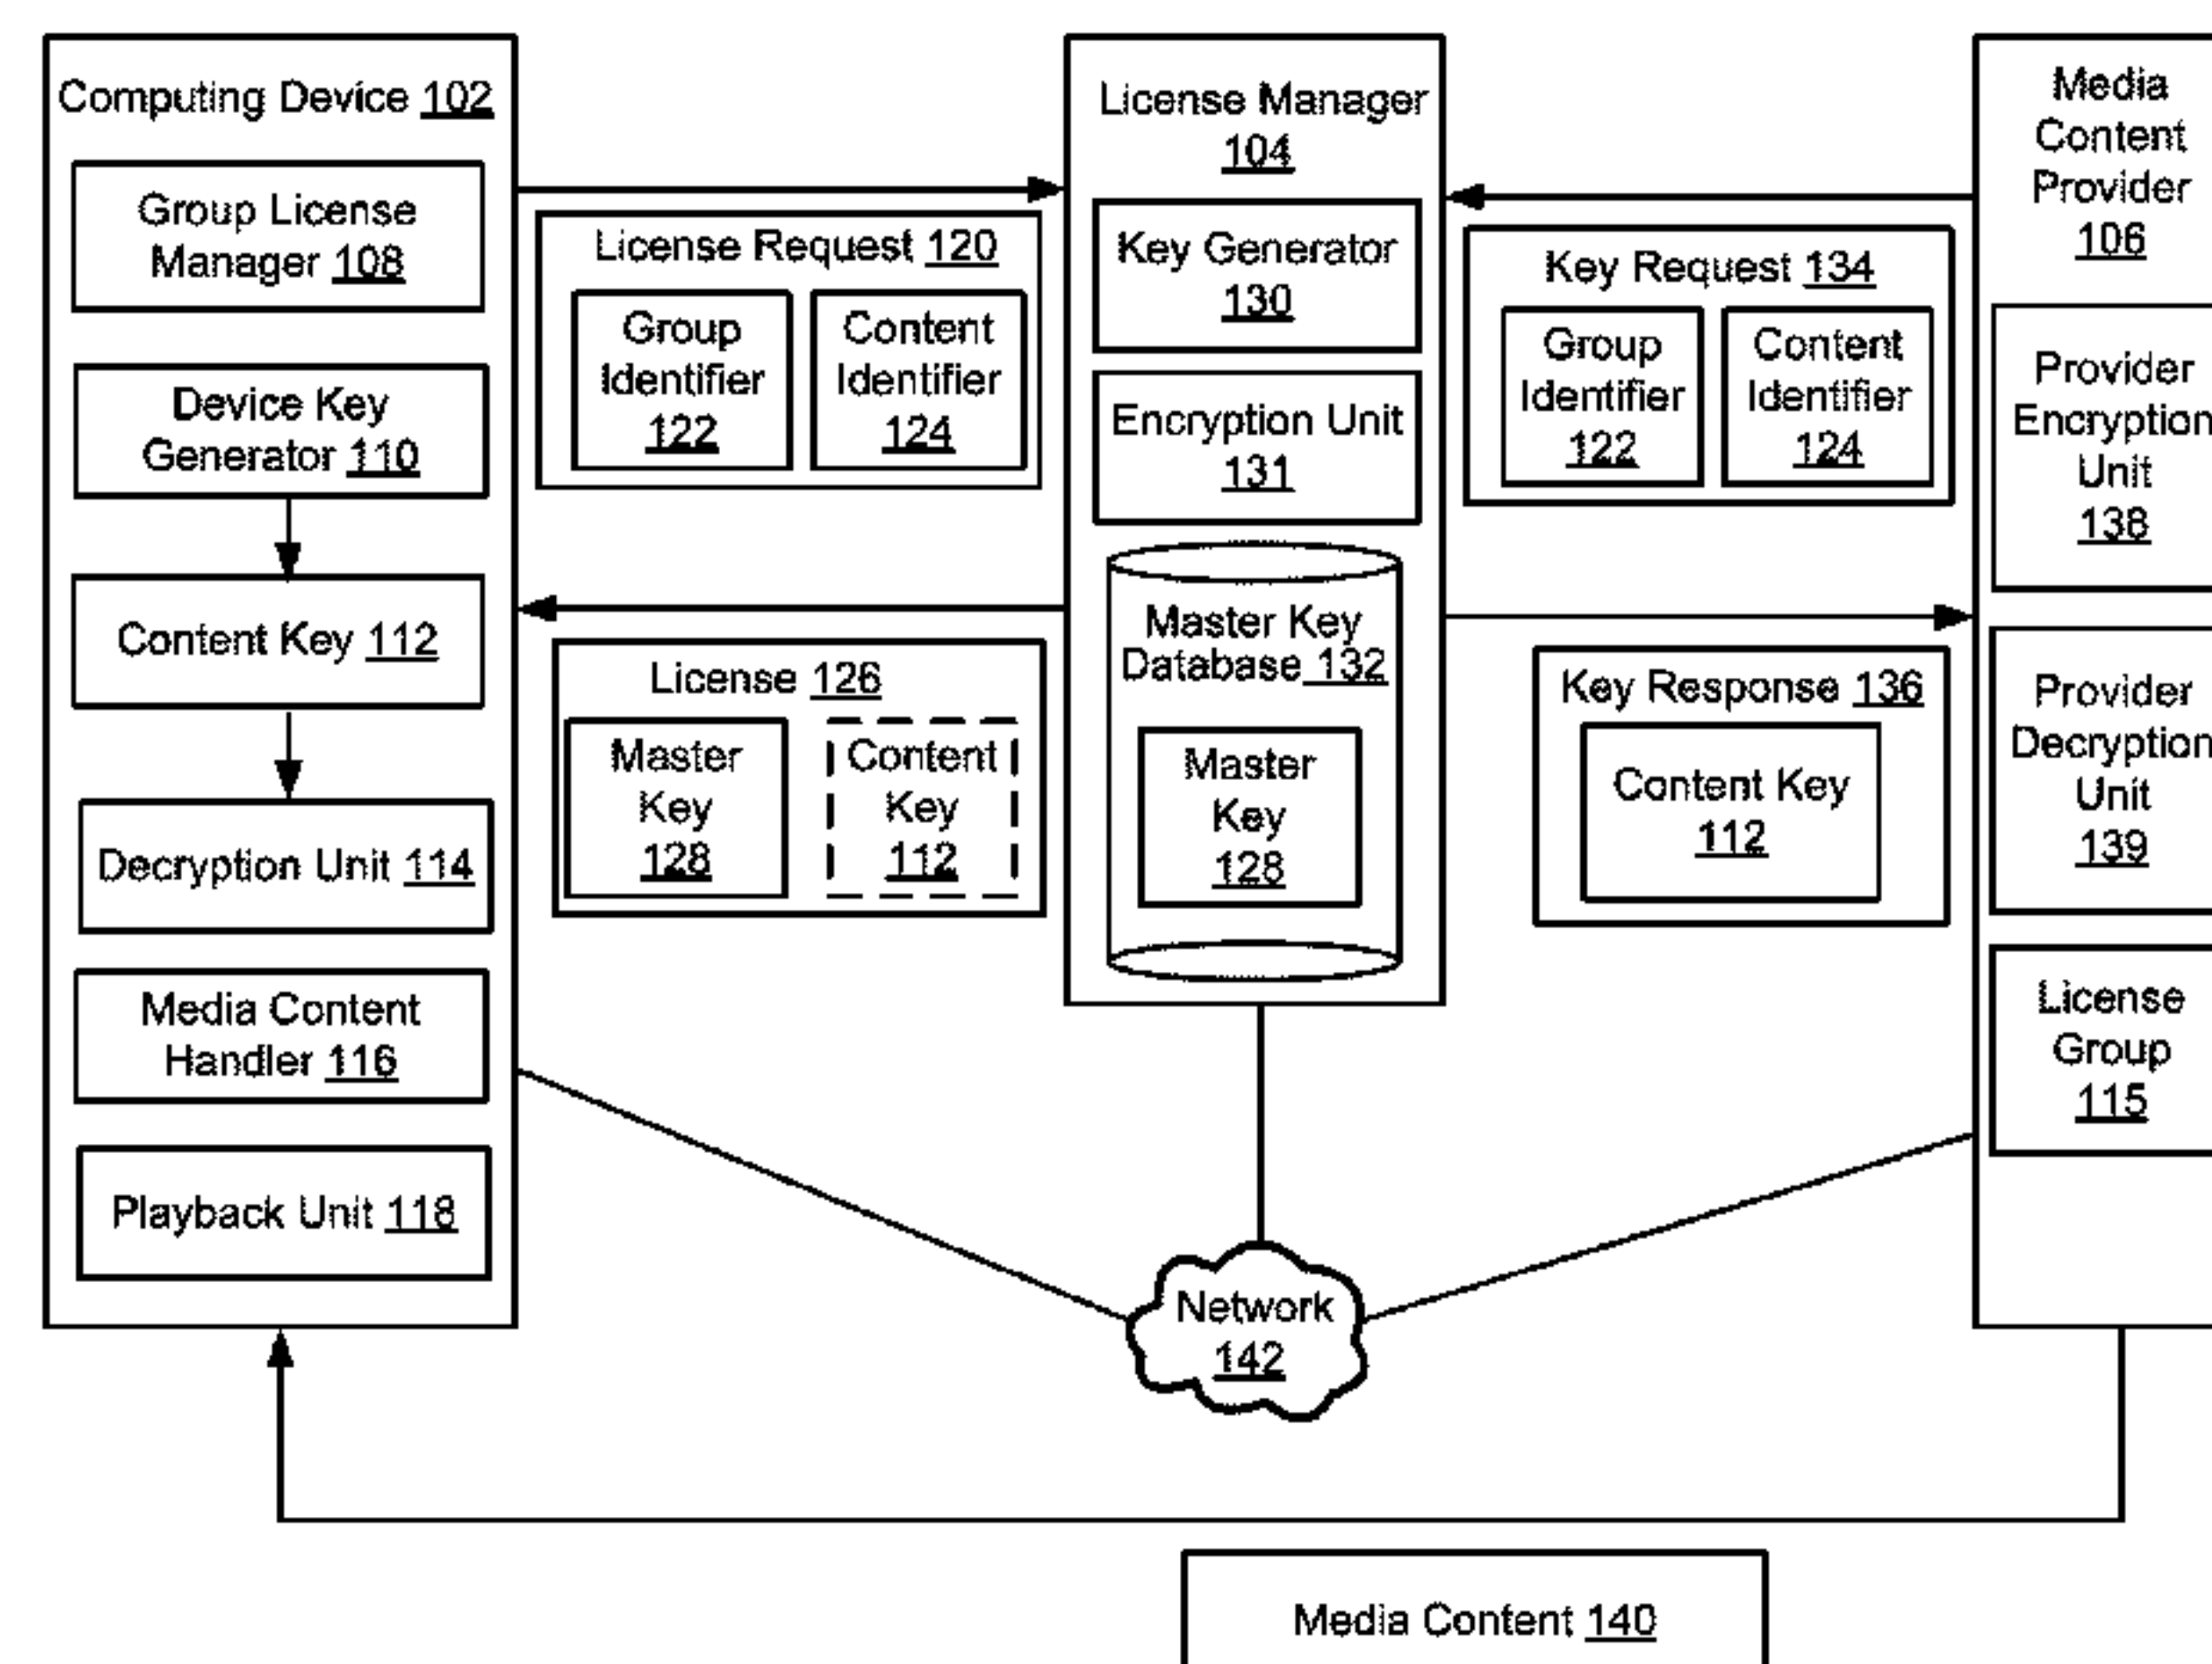 Computing Device 102
Group License
Manager 108
Device Key
Generator 110
Content Key 112
Decryption Unit 114
Media Content
Handler 116
Playback Unit 118
License Request 120
Group
Identifier
122
Content
Identifier
124
License 126
Master
Key
128
Content
Key
112
License Manager
104
Key Generator
130
Encryption Unit
131
Master Key
Database 132
Master
Key
128
Key Request 134
Group
Identifier
122
Content
Identifier
124
Key Response 136
Content Key
112
Media
Content
Provider
106
Provider
Encryption
Unit
138
Provider
Decryption
Unit
139
License
Group
115
Network
142
Media Content 140